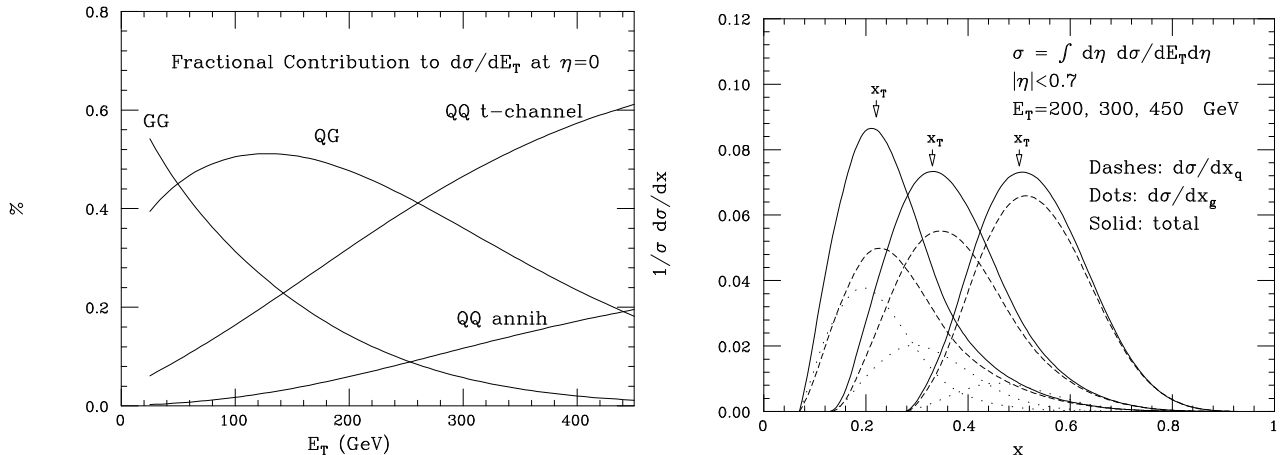 0.8
0.6
0.4
0.2
0.0
%
Fractional Contribution to dσ/dE_T at η=0
GG
QG
QQ t-channel
QQ annih
0 100 200 300 400
E_T (GeV)
0.12
0.10
0.08
0.06
0.04
0.02
0.00
1/σ dσ/dx
σ = ∫ dη dσ/dE_Tdη
|η|<0.7
E_T=200, 300, 450 GeV
x_T
x_T
x_T
Dashes: dσ/dx_q
Dots: dσ/dx_g
Solid: total
0 0.2 0.4 0.6 0.8 1
x